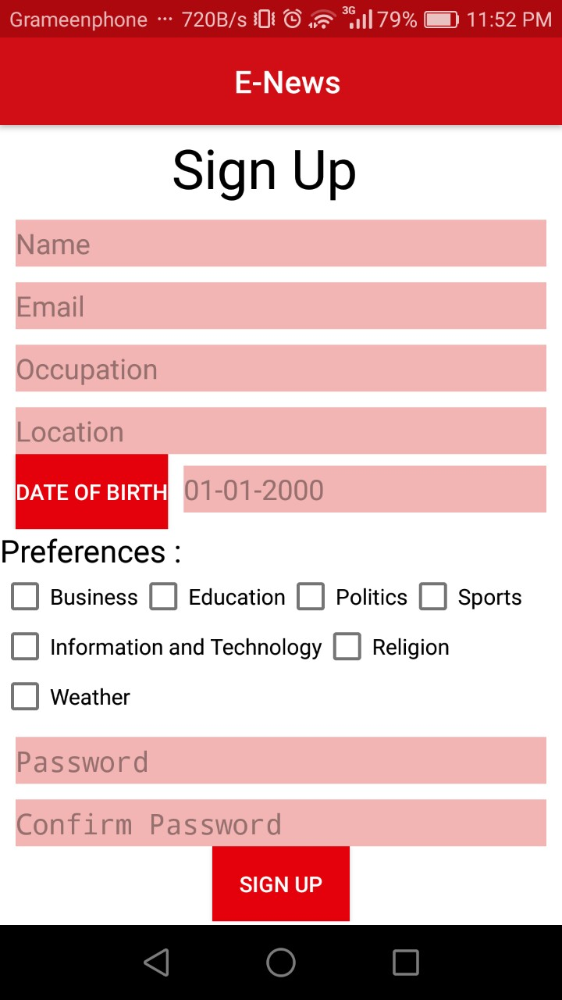 Grameenphone ··· 720B/s 3G 79% 11:52 PM
E-News
Sign Up
Name
Email
Occupation
Location
DATE OF BIRTH 01-01-2000
Preferences :
Business Education Politics Sports
Information and Technology Religion
Weather
Password
Confirm Password
SIGN UP